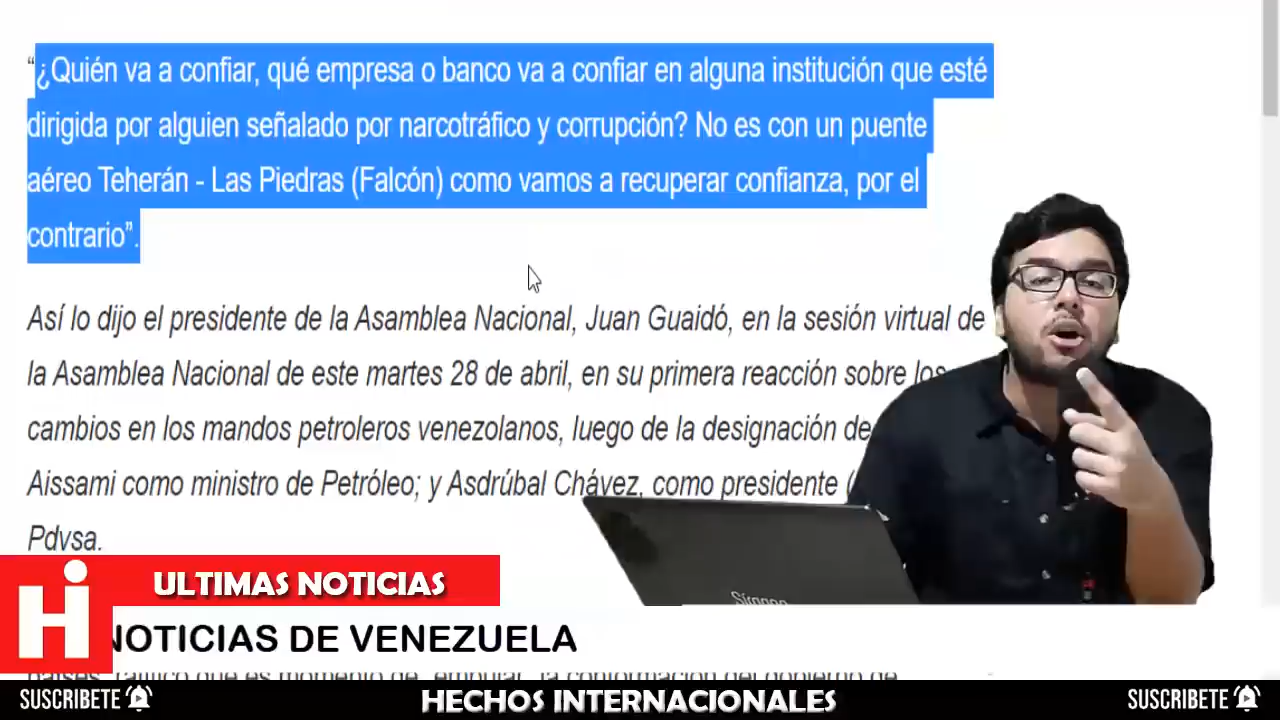 “¿Quién va a confiar, qué empresa o banco va a confiar en alguna institución que esté
dirigida por alguien señalado por narcotráfico y corrupción? No es con un puente
aéreo Teherán - Las Piedras (Falcón) como vamos a recuperar confianza, por el
contrario”.
Así lo dijo el presidente de la Asamblea Nacional, Juan Guaidó, en la sesión virtual de
la Asamblea Nacional de este martes 28 de abril, en su primera reacción sobre los
cambios en los mandos petroleros venezolanos, luego de la designación de
Aissami como ministro de Petróleo; y Asdrúbal Chávez, como presidente (
Pdvsa.
Hi
ULTIMAS NOTICIAS
NOTICIAS DE VENEZUELA
SUSCRIBETE
HECHOS INTERNACIONALES
SUSCRIBETE